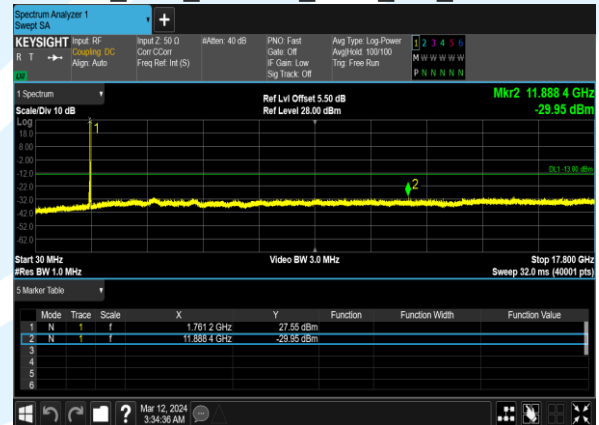 Spectrum Analyzer 1
Swept SA
+
KEYSIGHT Input: RF Input Z: 50 Ω #Atten: 40 dB PNO: Fast Avg Type: Log-Power 1 2 3 4 5 6
R T Coupling: DC Corr CCorr Gate: Off Avg|Hold: 100/100 M W W W W W
Align: Auto Freq Ref: Int (S) IF Gain: Low Trig: Free Run
LW Sig Track: Off P N N N N N
1 Spectrum Ref Lvl Offset 5.50 dB Mkr2 11.888 4 GHz
Scale/Div 10 dB Ref Level 28.00 dBm -29.95 dBm
Log
18.0
8.00
-2.00
-12.0
-22.0
-32.0
-42.0
-52.0
-62.0
1
DL1 -13.00 dBm
2
Start 30 MHz Video BW 3.0 MHz Stop 17.800 GHz
#Res BW 1.0 MHz Sweep 32.0 ms (40001 pts)
5 Marker Table
Mode Trace Scale X Y Function Function Width Function Value
1 N 1 f 1.761 2 GHz 27.55 dBm
2 N 1 f 11.888 4 GHz -29.95 dBm
3
4
5
6
? Mar 12, 2024
3:34:36 AM